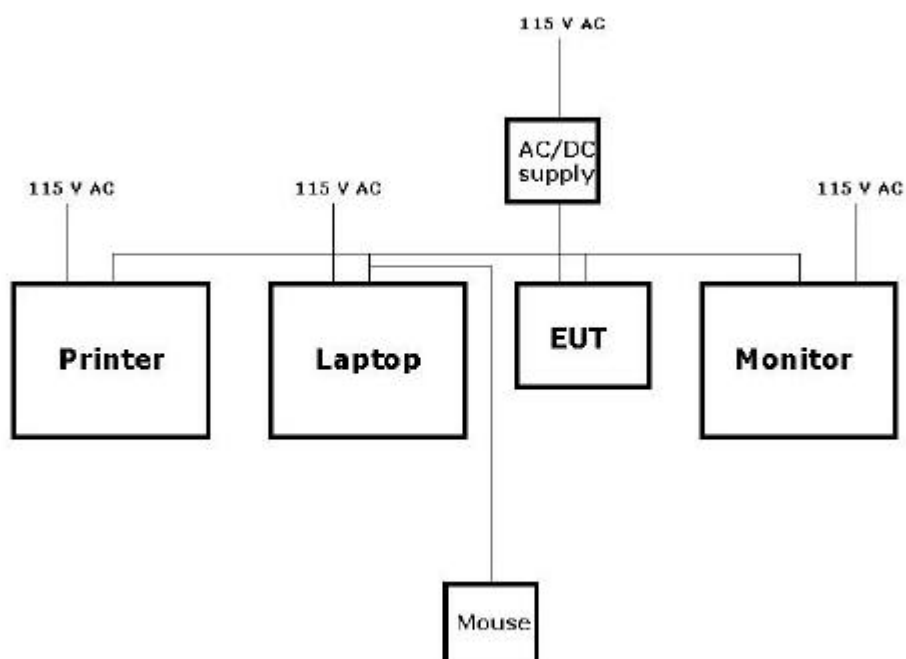 115 V AC
AC/DC
supply
115 V AC
115 V AC
115 V AC
Printer
Laptop
EUT
Monitor
Mouse